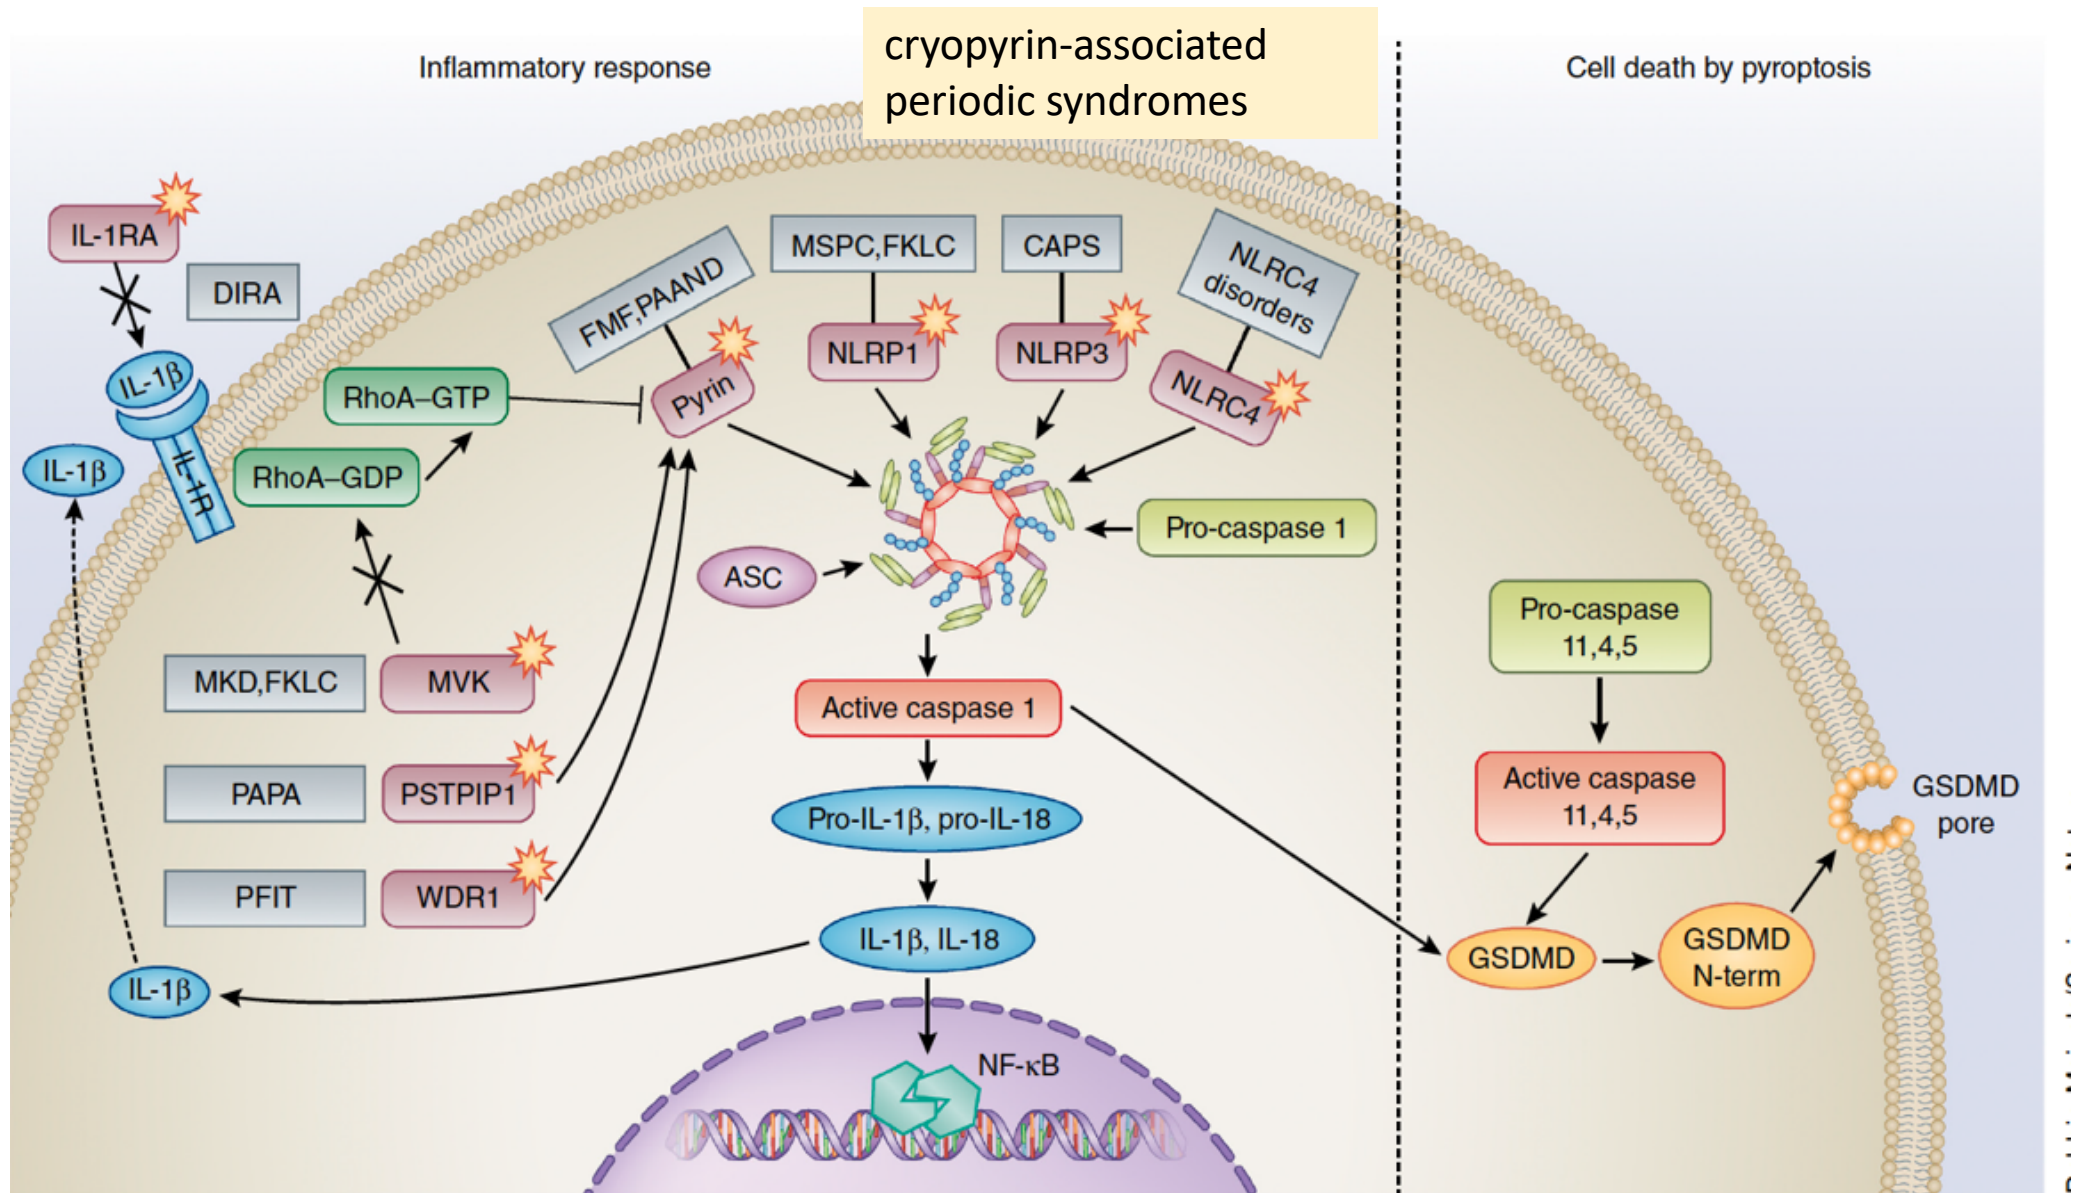 cryopyrin-associated
periodic syndromes
Inflammatory response
Cell death by pyroptosis
IL-1RA
DIRA
IL-1β
IL-1R
IL-1β
RhoA–GTP
RhoA–GDP
FMF,PAAND
Pyrin
MSPC,FKLC
NLRP1
CAPS
NLRP3
NLRC4
disorders
NLRC4
Pro-caspase 1
ASC
MKD,FKLC
MVK
PAPA
PSTPIP1
PFIT
WDR1
IL-1β
Active caspase 1
Pro-IL-1β, pro-IL-18
IL-1β, IL-18
NF-κB
Pro-caspase
11,4,5
Active caspase
11,4,5
GSDMD
GSDMD
N-term
GSDMD
pore